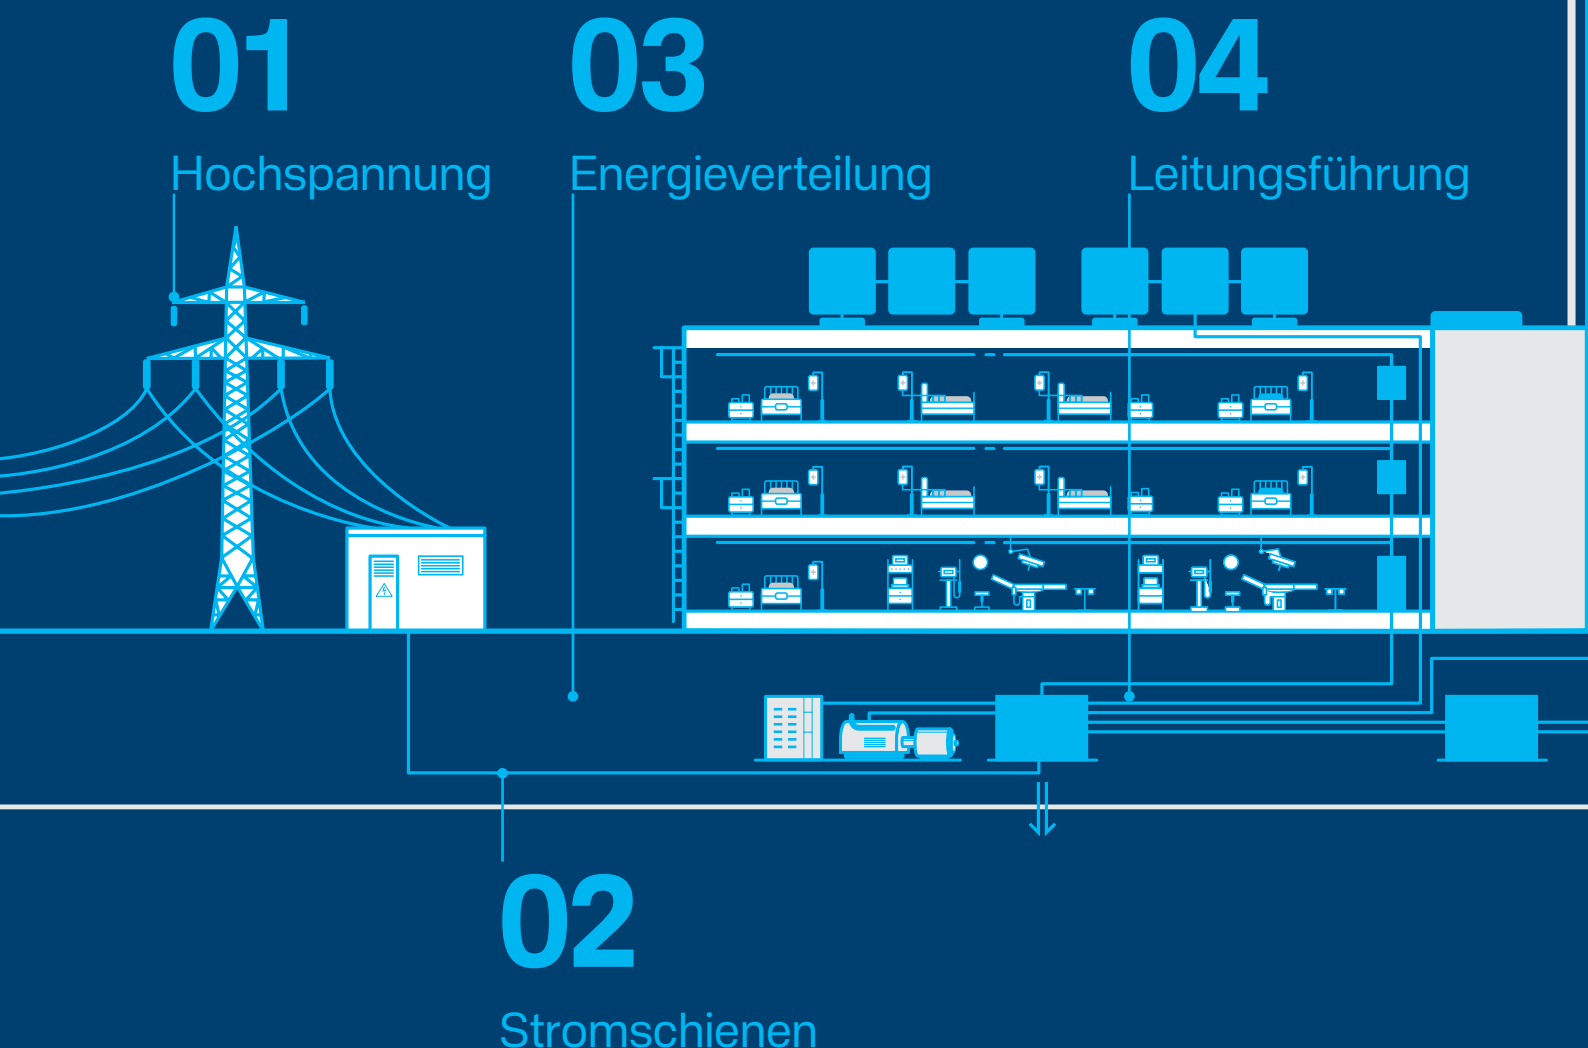 01
Hochspannung
03
Energieverteilung
04
Leitungsführung
02
Stromschienen